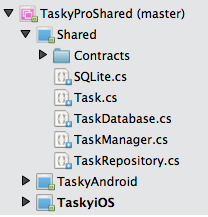 TaskyProShared (master)
Shared
Contracts
SQLite.cs
Task.cs
TaskDatabase.cs
TaskManager.cs
TaskRepository.cs
TaskyAndroid
TaskyiOS